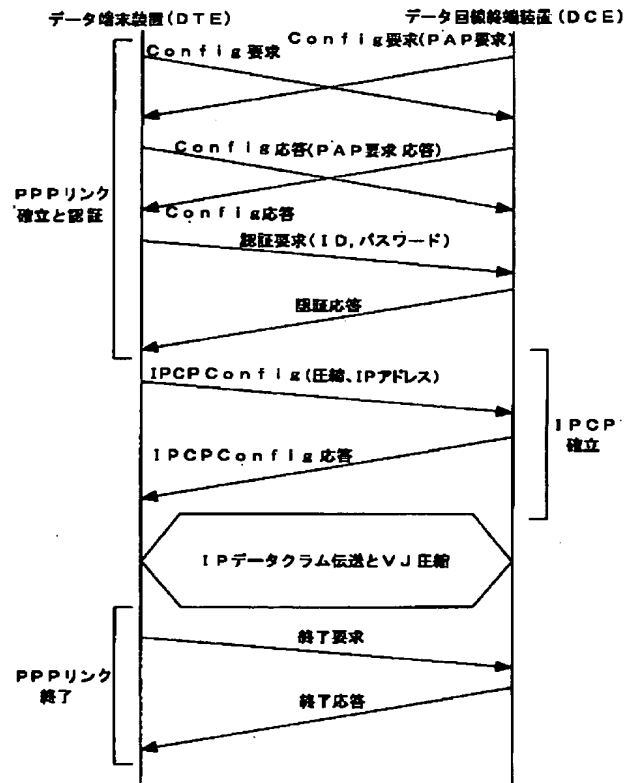 データ端末装置(DTE)
データ回線終端装置(DCE)
Config要求(PAP要求)
Config要求
Config応答(PAP要求応答)
PPPリンク
確立と認証
Config応答
認証要求(ID,パスワード)
認証応答
IPCPConfig(圧縮、IPアドレス)
IPCP
確立
IPCPConfig応答
IPデータクラム伝送とVJ圧縮
終了要求
PPPリンク
終了
終了応答